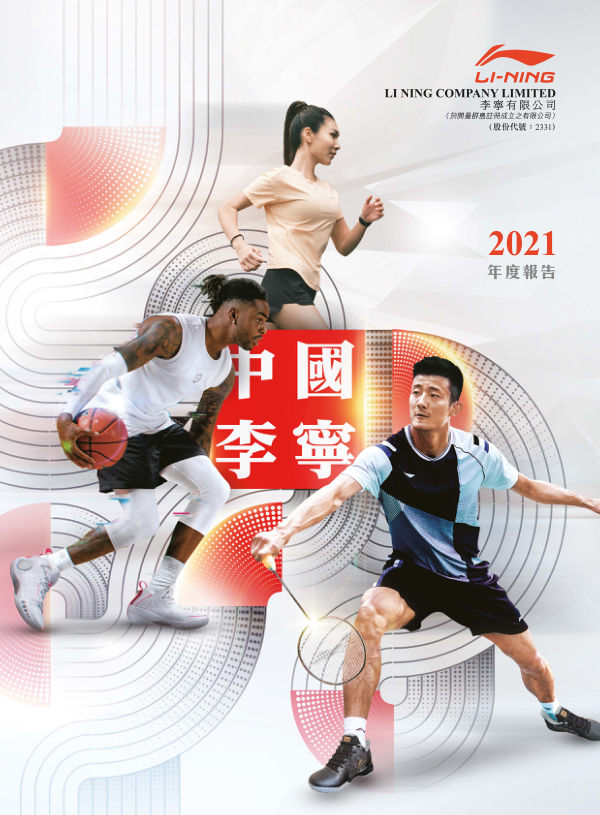 LI-NING
LI NING COMPANY LIMITED
李寧有限公司
（於開曼群島註冊成立之有限公司）
(股份代號：2331)
2021
年度報告
中國
李寧